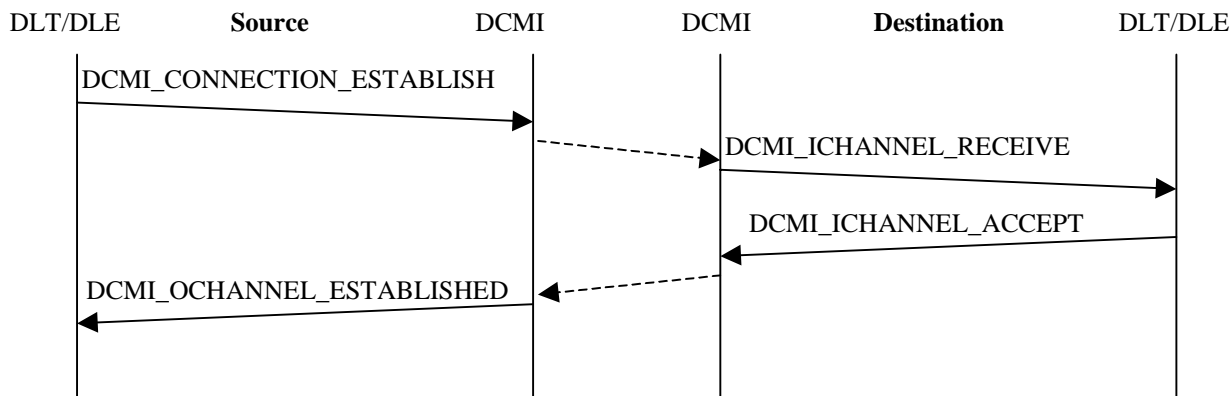 DLT/DLE Source DCMI DCMI Destination DLT/DLE
DCMI_CONNECTION_ESTABLISH
DCMI_ICHANNEL_RECEIVE
DCMI_ICHANNEL_ACCEPT
DCMI_OCHANNEL_ESTABLISHED